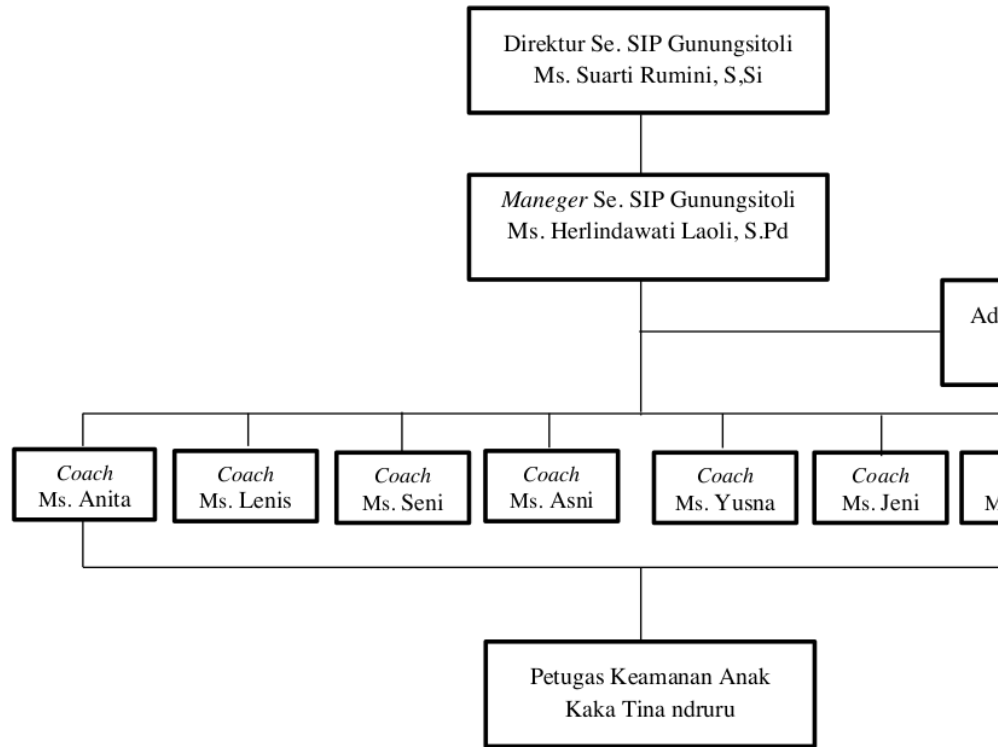 Direktur Se. SIP Gunungsitoli
Ms. Suarti Rumini, S,Si
Maneger Se. SIP Gunungsitoli
Ms. Herlindawati Laoli, S.Pd
Coach
Ms. Anita
Coach
Ms. Lenis
Coach
Ms. Seni
Coach
Ms. Asni
Coach
Ms. Yusna
Coach
Ms. Jeni
Petugas Keamanan Anak
Kaka Tina ndruru